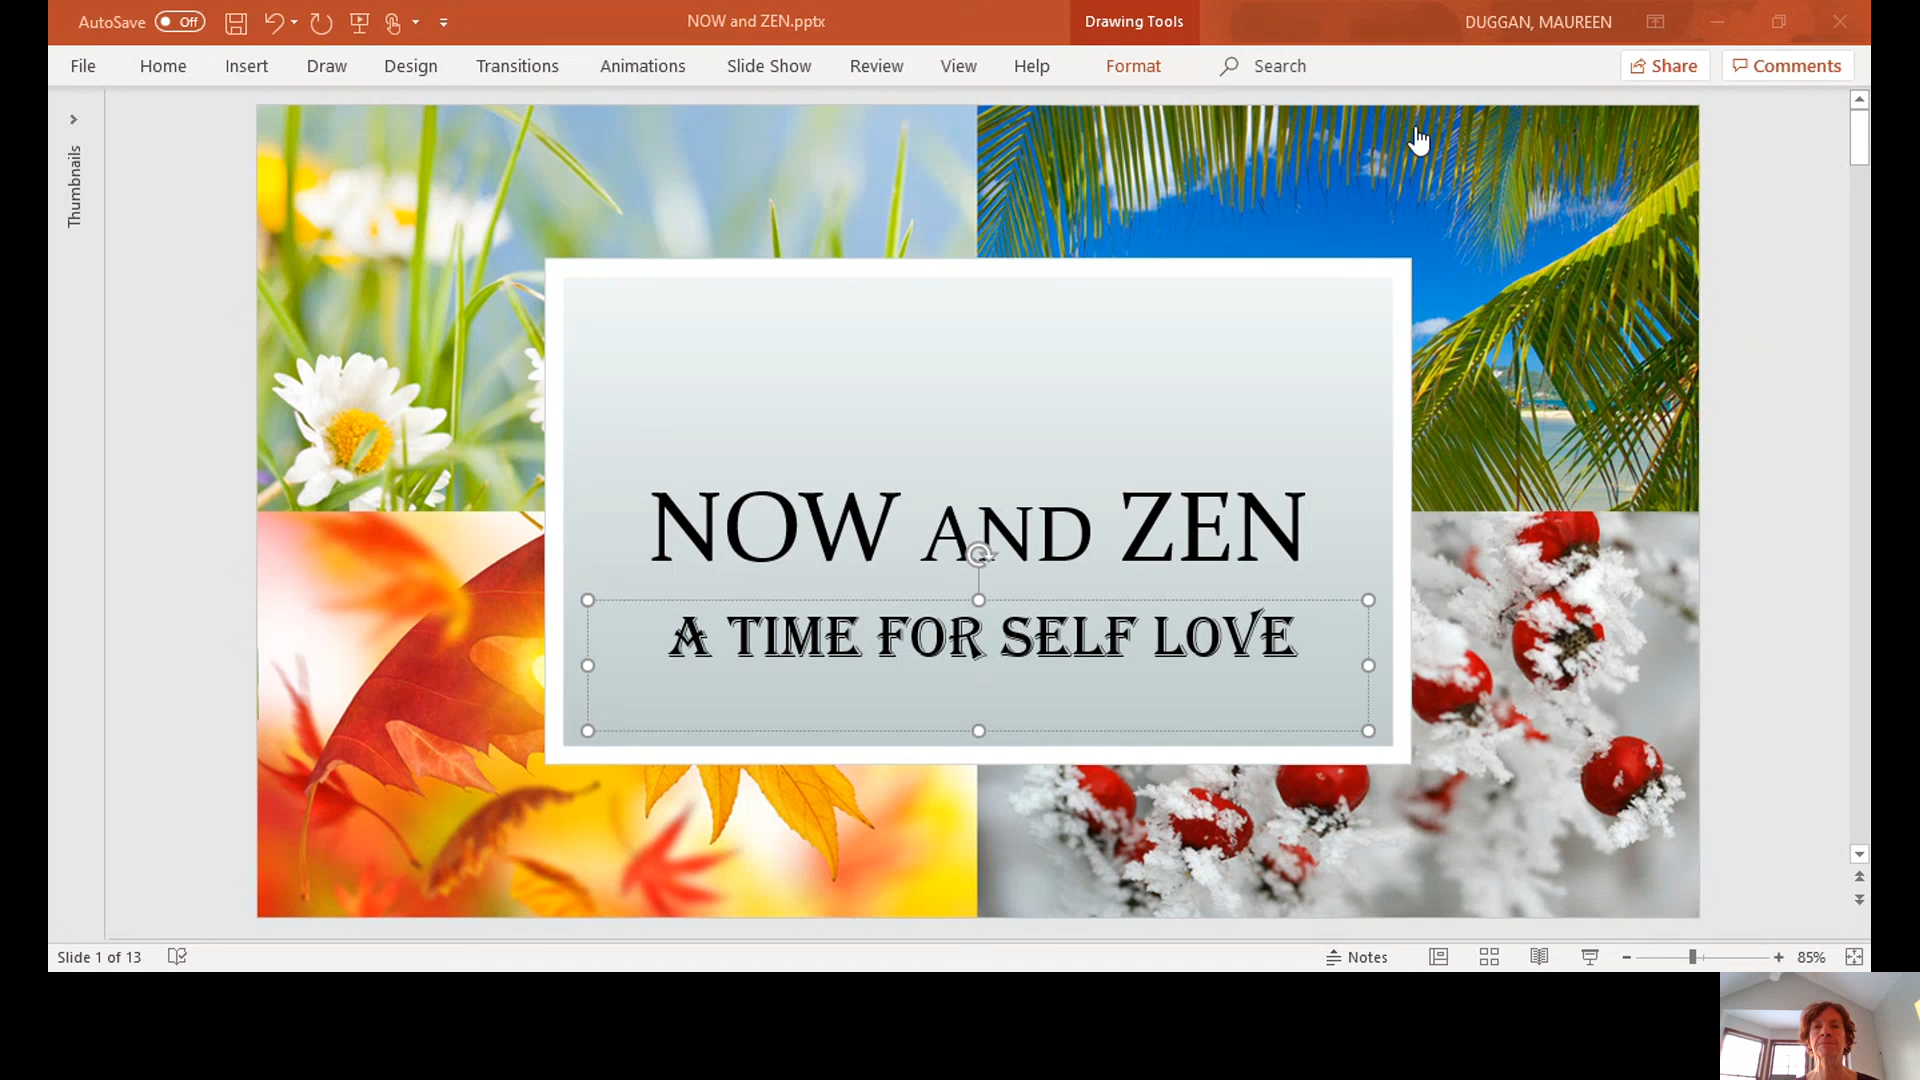 AutoSave Off NOW and ZEN.pptx Drawing Tools DUGGAN, MAUREEN
File Home Insert Draw Design Transitions Animations Slide Show Review View Help Format Search Share Comments
Thumbnails
NOW AND ZEN
A TIME FOR SELF LOVE
Slide 1 of 13 Notes 85%